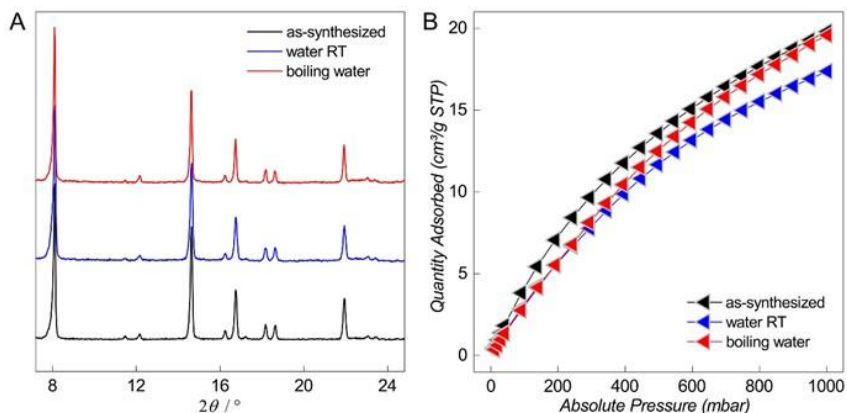 A
as-synthesized
water RT
boiling water
8 12 16 20 24
2θ / °
B
Quantity Adsorbed (cm³/g STP)
20
15
10
5
0
as-synthesized
water RT
boiling water
0 200 400 600 800 1000
Absolute Pressure (mbar)